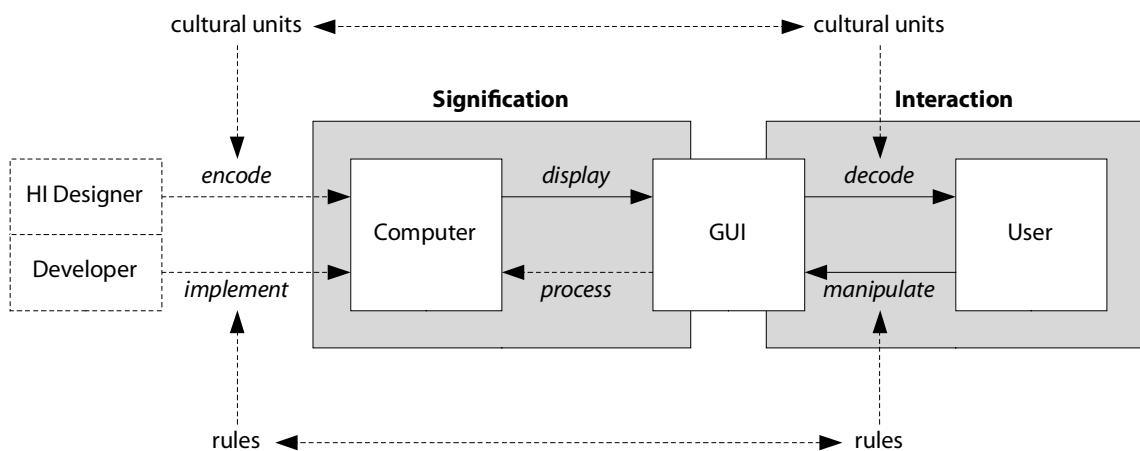 cultural units
cultural units
Signification
Interaction
HI Designer
encode
display
decode
Computer
GUI
User
Developer
implement
process
manipulate
rules
rules